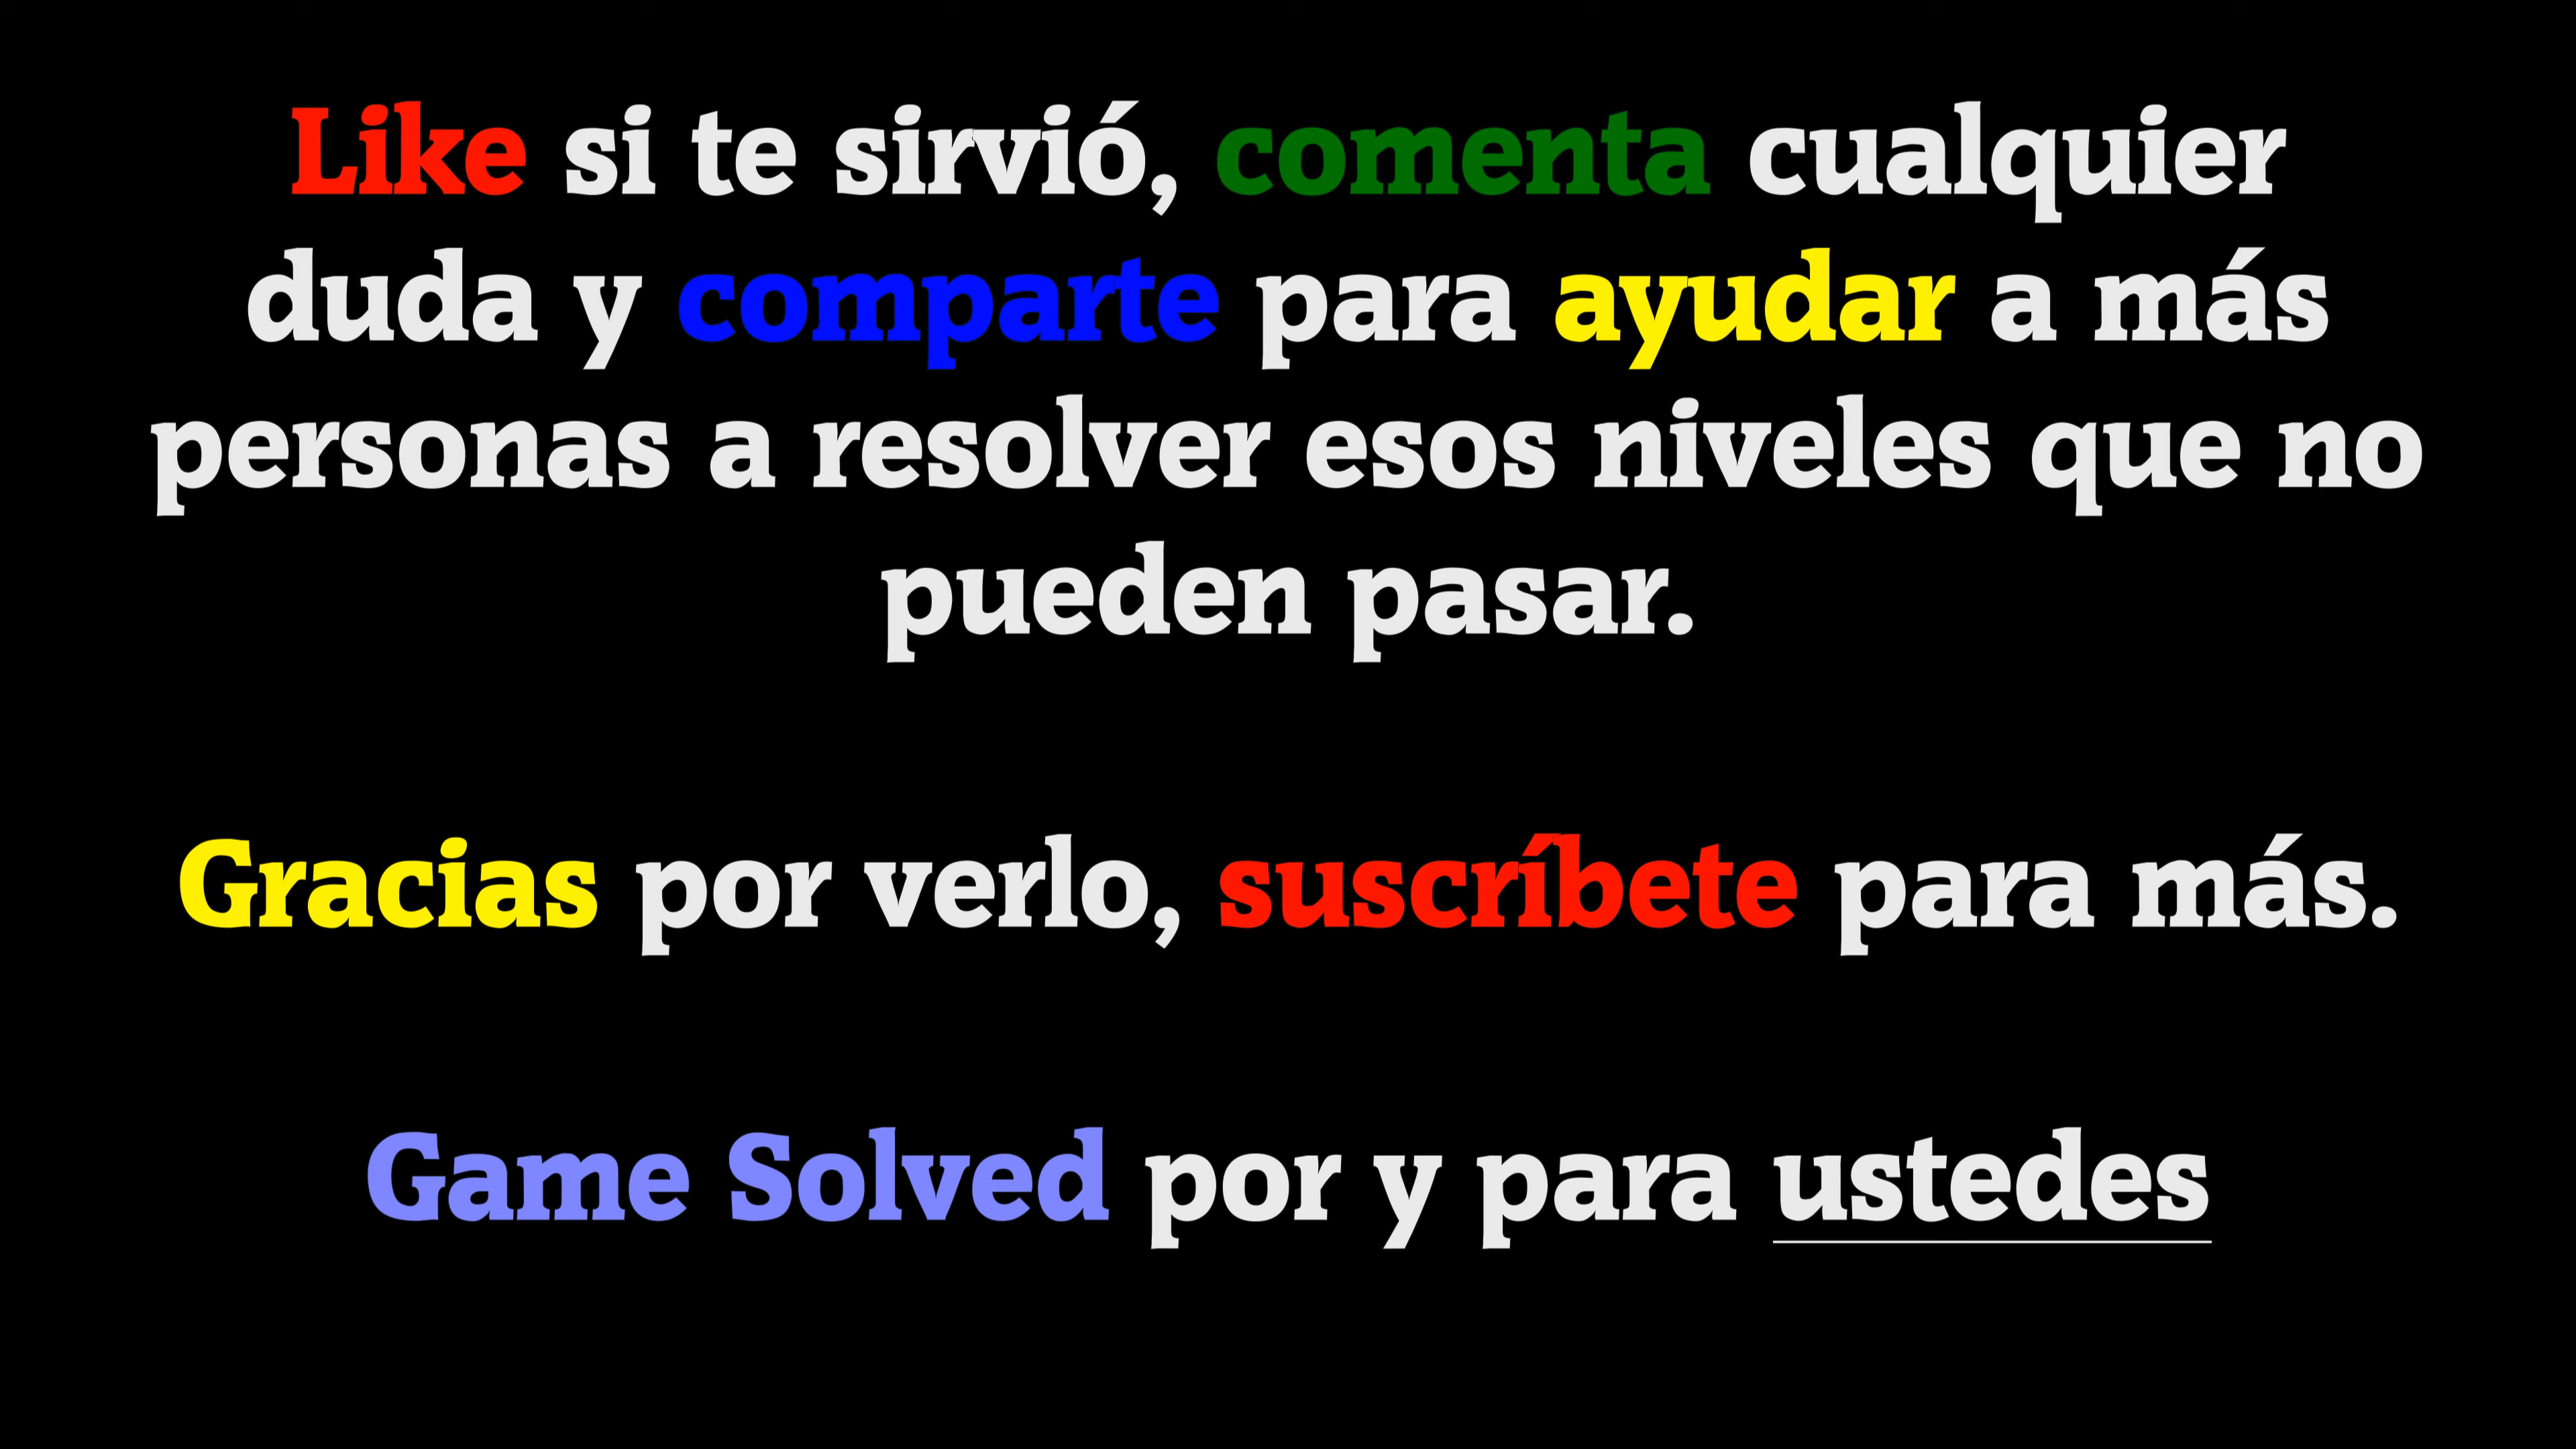 Like si te sirvió, comenta cualquier
duda y comparte para ayudar a más
personas a resolver esos niveles que no
pueden pasar.
Gracias por verlo, suscríbete para más.
Game Solved por y para ustedes